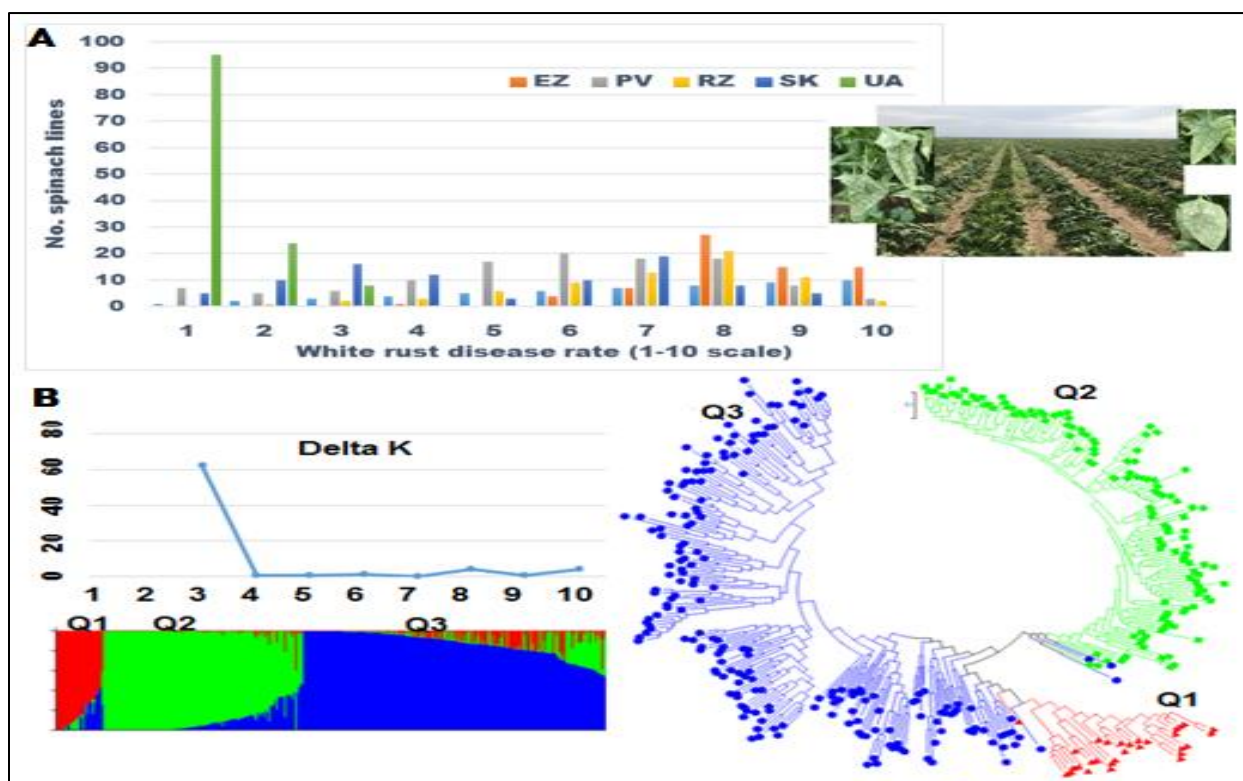 A
100
90
80
70
60
50
40
30
20
10
0
No. spinach lines
EZ PV RZ SK UA
1 2 3 4 5 6 7 8 9 10
White rust disease rate (1-10 scale)
B
Delta K
80
60
40
20
0
1 2 3 4 5 6 7 8 9 10
Q1 Q2 Q3
Q3
Q2
Q1